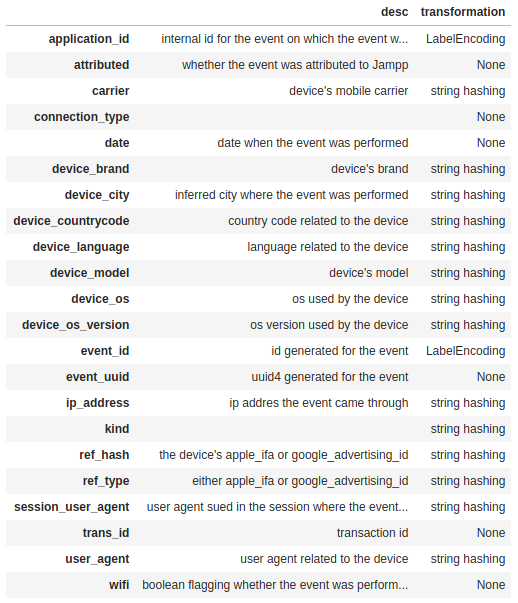 desc transformation
application_id internal id for the event on which the event w... LabelEncoding
attributed whether the event was attributed to Jampp None
carrier device's mobile carrier string hashing
connection_type None
date date when the event was performed None
device_brand device's brand string hashing
device_city inferred city where the event was performed string hashing
device_countrycode country code related to the device string hashing
device_language language related to the device string hashing
device_model device's model string hashing
device_os os used by the device string hashing
device_os_version os version used by the device string hashing
event_id id generated for the event LabelEncoding
event_uuid uuid4 generated for the event None
ip_address ip addres the event came through string hashing
kind string hashing
ref_hash the device's apple_ifa or google_advertising_id string hashing
ref_type either apple_ifa or google_advertising_id string hashing
session_user_agent user agent sued in the session where the event... string hashing
trans_id transaction id None
user_agent user agent related to the device string hashing
wifi boolean flagging whether the event was perform... None